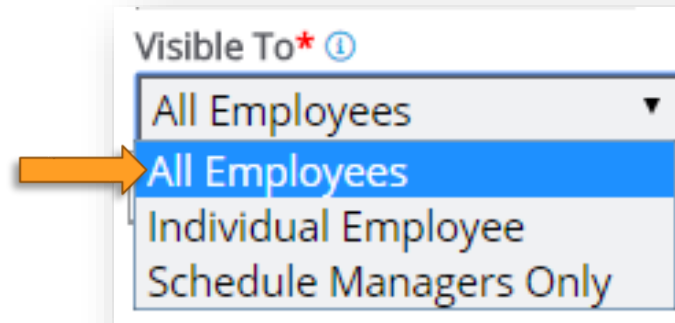 Visible To* ⓘ
All Employees ▼
All Employees
Individual Employee
Schedule Managers Only